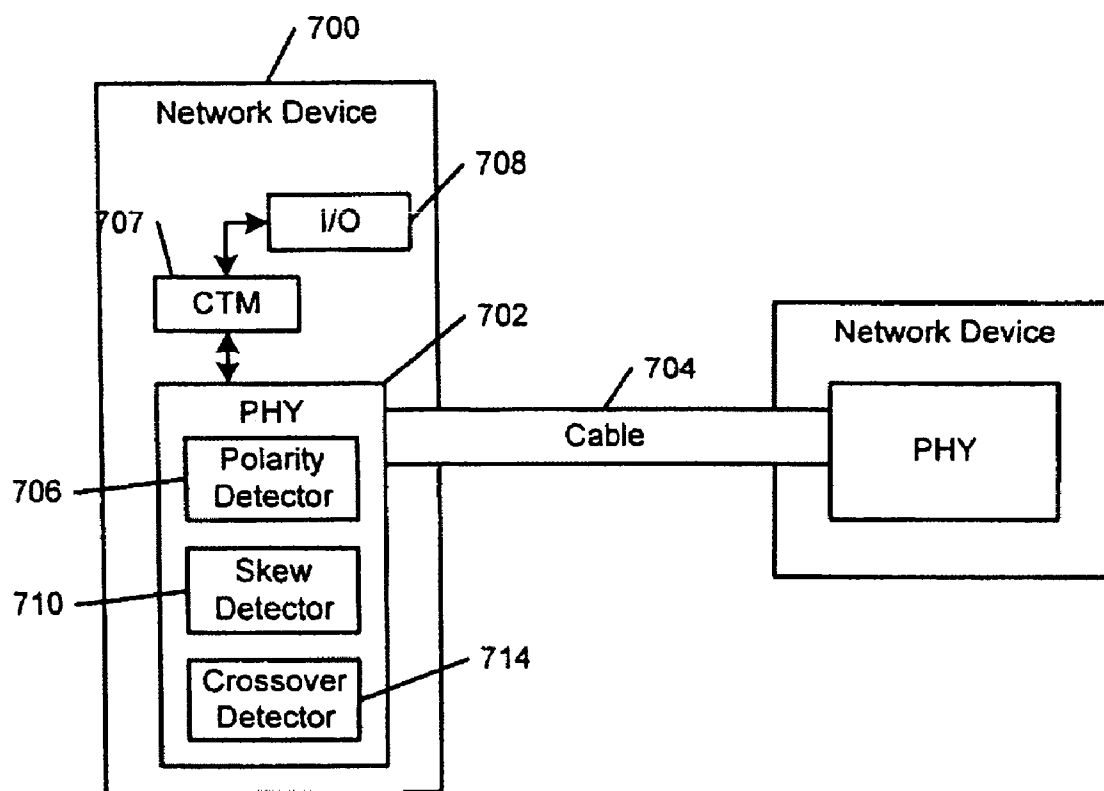 700
Network Device
708
I/O
707
CTM
702
Network Device
704
PHY
Cable
PHY
Polarity
Detector
706
Skew
Detector
710
714
Crossover
Detector